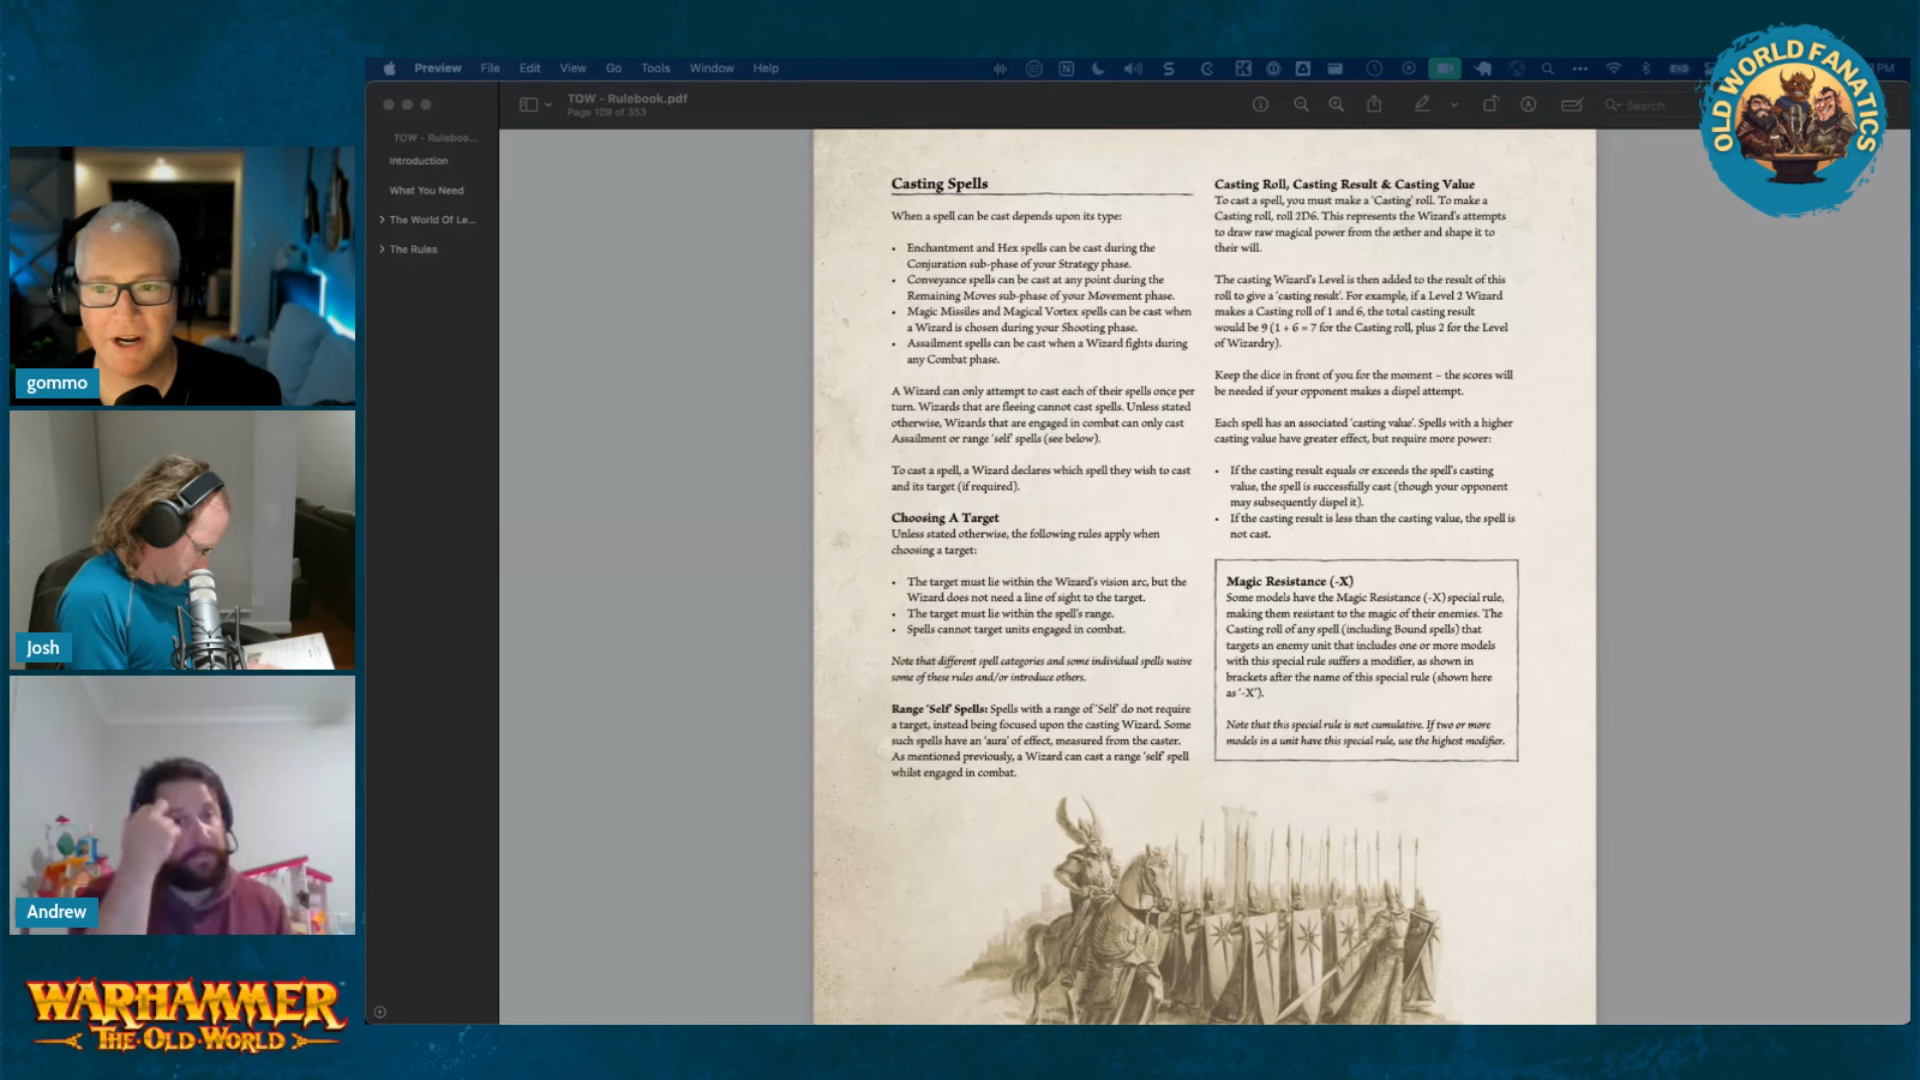 Preview File Edit View Go Tools Window Help
PM
TOW - Rulebook.pdf
Page 109 of 353
Search
OLD WORLD FANATICS
TOW - Ruleboo...
Introduction
What You Need
The World Of Le...
The Rules
gommo
Josh
Andrew
WARHAMMER
THE·OLD·WORLD
Casting Spells
When a spell can be cast depends upon its type:
• Enchantment and Hex spells can be cast during the
Conjuration sub-phase of your Strategy phase.
• Conveyance spells can be cast at any point during the
Remaining Moves sub-phase of your Movement phase.
• Magic Missiles and Magical Vortex spells can be cast when
a Wizard is chosen during your Shooting phase.
• Assailment spells can be cast when a Wizard fights during
any Combat phase.
A Wizard can only attempt to cast each of their spells once per
turn. Wizards that are fleeing cannot cast spells. Unless stated
otherwise, Wizards that are engaged in combat can only cast
Assailment or range 'self' spells (see below).
To cast a spell, a Wizard declares which spell they wish to cast
and its target (if required).
Choosing A Target
Unless stated otherwise, the following rules apply when
choosing a target:
• The target must lie within the Wizard's vision arc, but the
Wizard does not need a line of sight to the target.
• The target must lie within the spell's range.
• Spells cannot target units engaged in combat.
Note that different spell categories and some individual spells waive
some of these rules and/or introduce others.
Range 'Self' Spells: Spells with a range of 'Self' do not require
a target, instead being focused upon the casting Wizard. Some
such spells have an 'aura' of effect, measured from the caster.
As mentioned previously, a Wizard can cast a range 'self' spell
whilst engaged in combat.
Casting Roll, Casting Result & Casting Value
To cast a spell, you must make a 'Casting' roll. To make a
Casting roll, roll 2D6. This represents the Wizard's attempts
to draw raw magical power from the æther and shape it to
their will.
The casting Wizard's Level is then added to the result of this
roll to give a 'casting result'. For example, if a Level 2 Wizard
makes a Casting roll of 1 and 6, the total casting result
would be 9 (1 + 6 = 7 for the Casting roll, plus 2 for the Level
of Wizardry).
Keep the dice in front of you for the moment – the scores will
be needed if your opponent makes a dispel attempt.
Each spell has an associated 'casting value'. Spells with a higher
casting value have greater effect, but require more power:
• If the casting result equals or exceeds the spell's casting
value, the spell is successfully cast (though your opponent
may subsequently dispel it).
• If the casting result is less than the casting value, the spell is
not cast.
Magic Resistance (-X)
Some models have the Magic Resistance (-X) special rule,
making them resistant to the magic of their enemies. The
Casting roll of any spell (including Bound spells) that
targets an enemy unit that includes one or more models
with this special rule suffers a modifier, as shown in
brackets after the name of this special rule (shown here
as '-X').
Note that this special rule is not cumulative. If two or more
models in a unit have this special rule, use the highest modifier.